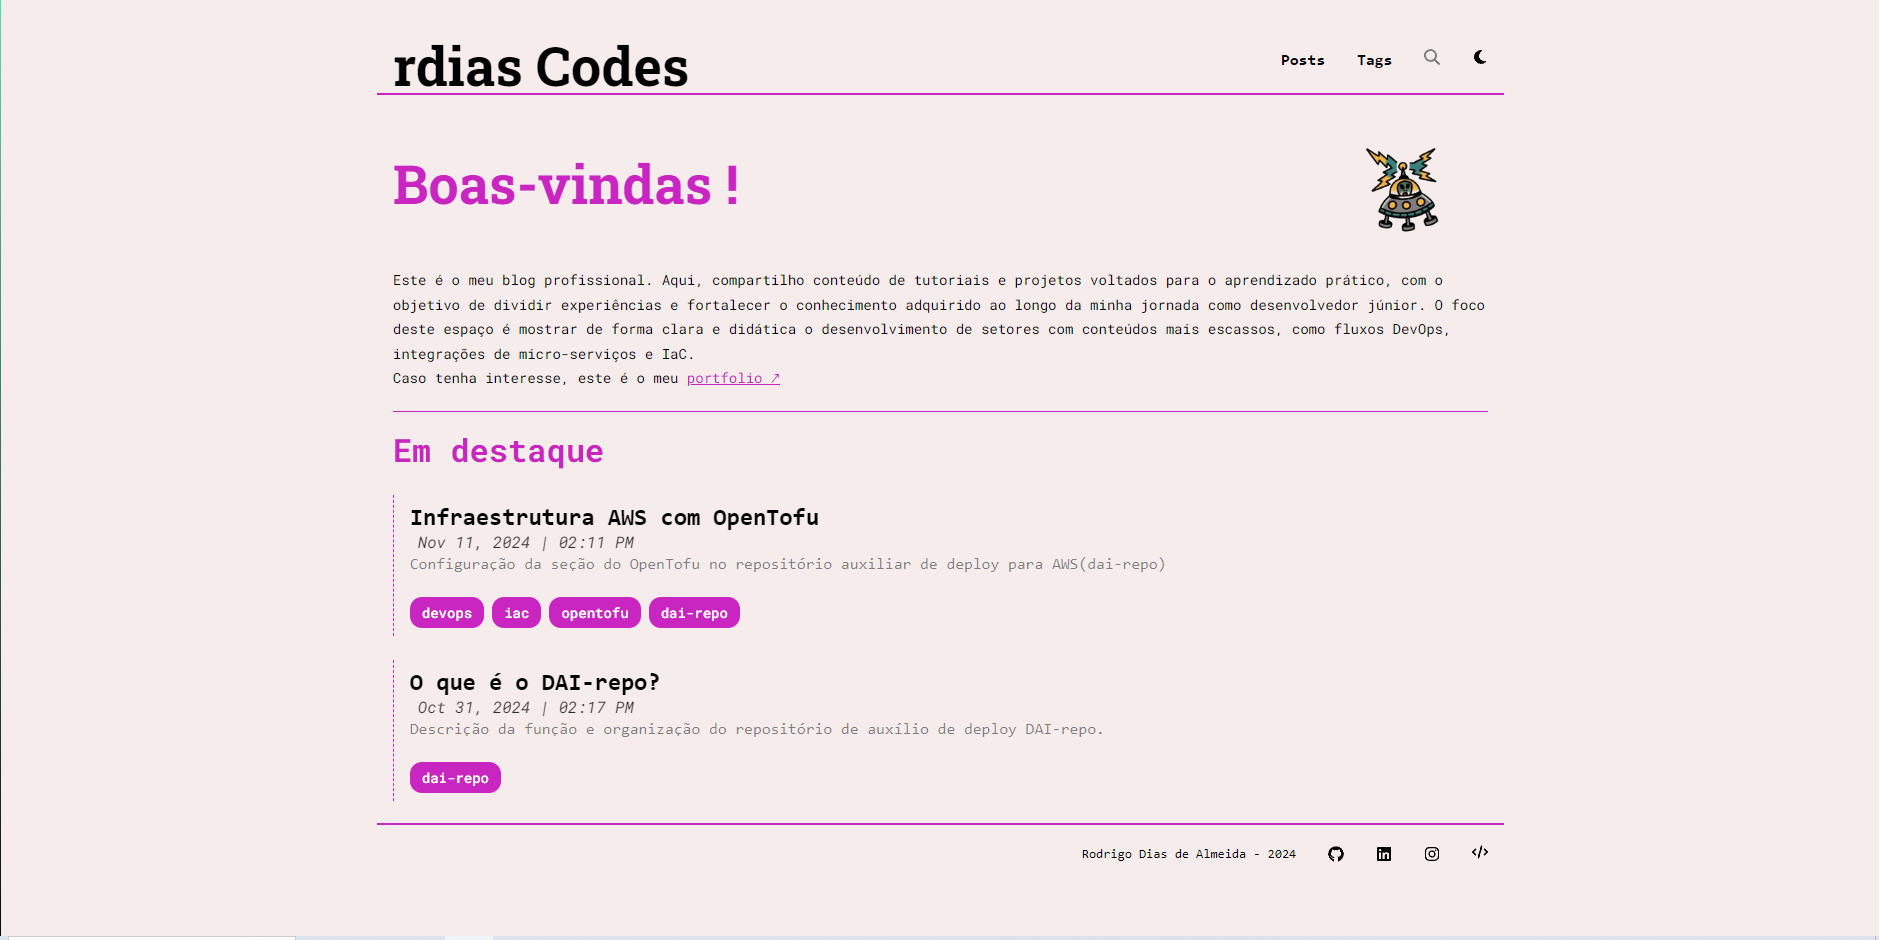 rdias Codes
Posts
Tags
Boas-vindas !
Este é o meu blog profissional. Aqui, compartilho conteúdo de tutoriais e projetos voltados para o aprendizado prático, com o
objetivo de dividir experiências e fortalecer o conhecimento adquirido ao longo da minha jornada como desenvolvedor júnior. O foco
deste espaço é mostrar de forma clara e didática o desenvolvimento de setores com conteúdos mais escassos, como fluxos DevOps,
integrações de micro-serviços e IaC.
Caso tenha interesse, este é o meu portfolio ↗
Em destaque
Infraestrutura AWS com OpenTofu
Nov 11, 2024 | 02:11 PM
Configuração da seção do OpenTofu no repositório auxiliar de deploy para AWS(dai-repo)
devops iac opentofu dai-repo
O que é o DAI-repo?
Oct 31, 2024 | 02:17 PM
Descrição da função e organização do repositório de auxílio de deploy DAI-repo.
dai-repo
Rodrigo Dias de Almeida - 2024